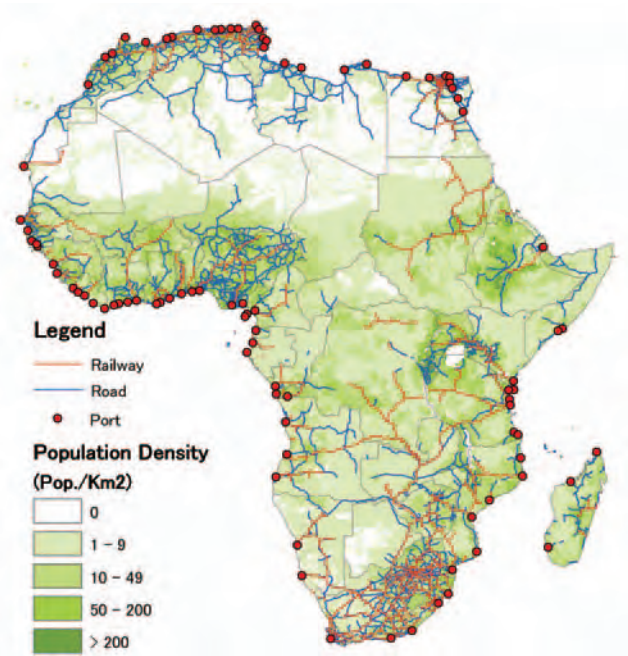 Legend
Railway
Road
Port
Population Density
(Pop./Km2)
0
1 - 9
10 - 49
50 - 200
> 200